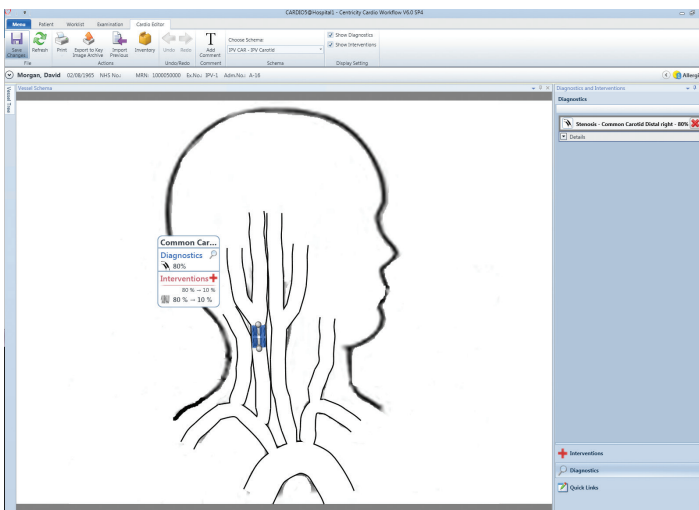 CARDIO5@Hospital1 - Centricity Cardio Workflow V6.0 SP4
Menu Patient Worklist Examination Cardio Editor
Save Changes Refresh Print Export to Key Image Archive Import Previous Inventory Undo Redo Add Comment
Choose Schema:
IPV CAR - IPV Carotid
Show Diagnostics
Show Interventions
File Actions Undo/Redo Comment Schema Display Setting
Morgan, David 02/08/1965 NHS No.: MRN: 1000050000 Ex.No.: IPV-1 Adm.No.: A-16 Allergi
Vessel Tree
Vessel Schema
Diagnostics and Interventions
Diagnostics
Stenosis - Common Carotid Distal right - 80%
Details
Common Car...
Diagnostics
80%
Interventions
80 % → 10 %
80 % → 10 %
Interventions
Diagnostics
Quick Links